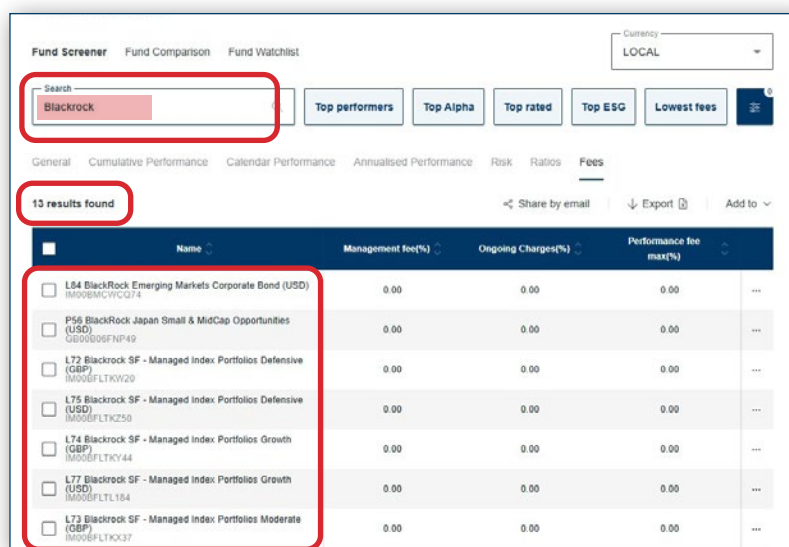 Currency
LOCAL
Fund Screener Fund Comparison Fund Watchlist
Search
Blackrock
Top performers Top Alpha Top rated Top ESG Lowest fees
0
General Cumulative Performance Calendar Performance Annualised Performance Risk Ratios Fees
13 results found Share by email Export Add to
Name Management fee(%) Ongoing Charges(%) Performance fee
max(%)
L84 BlackRock Emerging Markets Corporate Bond (USD)
IM00BMCWCQ74
0.00 0.00 0.00 ...
P56 BlackRock Japan Small & MidCap Opportunities
(USD)
GB00B06FNP49
0.00 0.00 0.00 ...
L72 Blackrock SF - Managed Index Portfolios Defensive
(GBP)
IM00BFLTKW20
0.00 0.00 0.00 ...
L75 Blackrock SF - Managed Index Portfolios Defensive
(USD)
IM00BFLTKZ50
0.00 0.00 0.00 ...
L74 Blackrock SF - Managed Index Portfolios Growth
(GBP)
IM00BFLTKY44
0.00 0.00 0.00 ...
L77 Blackrock SF - Managed Index Portfolios Growth
(USD)
IM00BFLTL184
0.00 0.00 0.00 ...
L73 Blackrock SF - Managed Index Portfolios Moderate
(GBP)
IM00BFLTKX37
0.00 0.00 0.00 ...